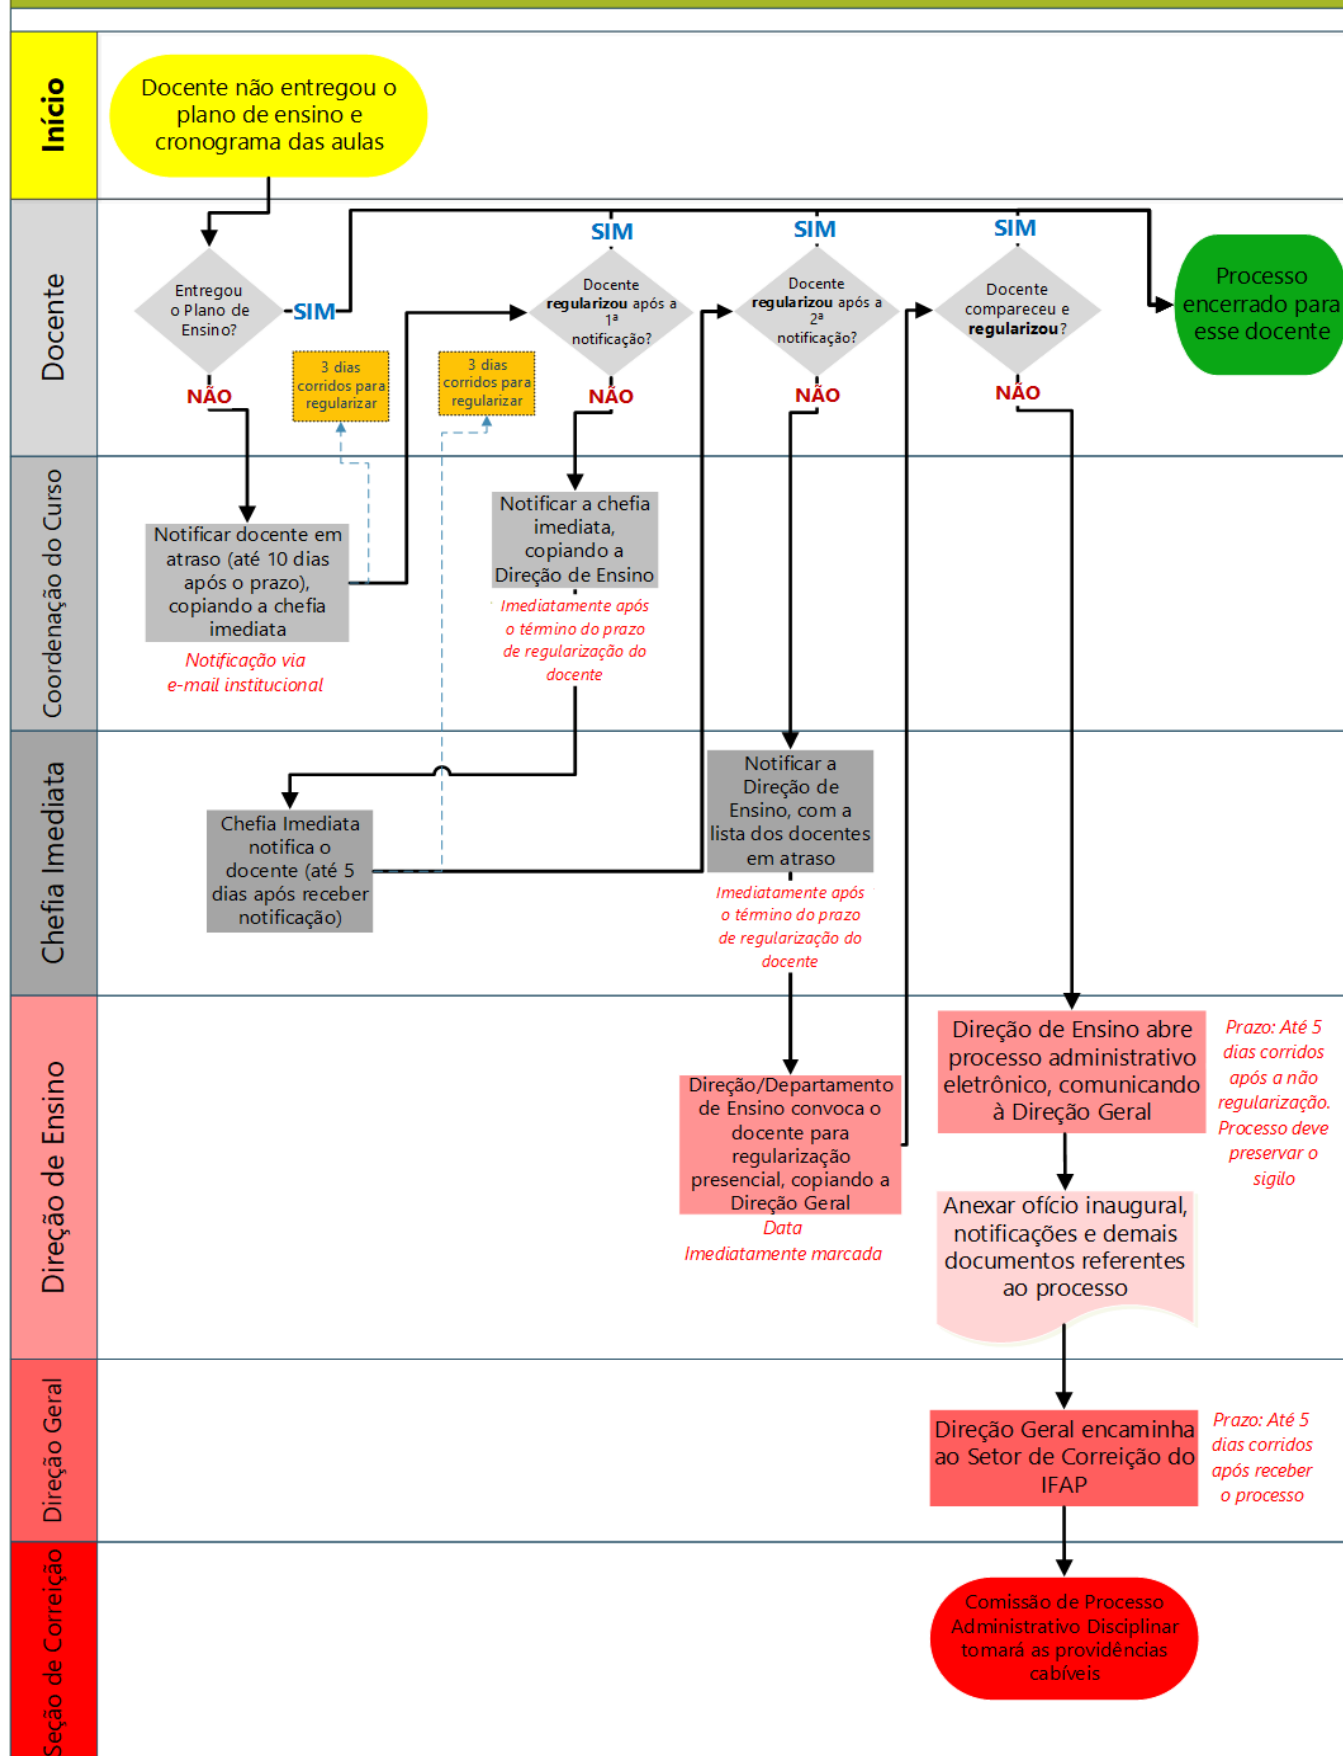 Início
Docente não entregou o
plano de ensino e
cronograma das aulas
Docente
Entregou
o Plano de
Ensino?
SIM
NÃO
3 dias
corridos para
regularizar
SIM
Docente
regularizou após a
1ª
notificação?
NÃO
3 dias
corridos para
regularizar
SIM
Docente
regularizou após a
2ª
notificação?
NÃO
SIM
Docente
compareceu e
regularizou?
NÃO
Processo
encerrado para
esse docente
Coordenação do Curso
Notificar docente em
atraso (até 10 dias
após o prazo),
copiando a chefia
imediata
Notificação via
e-mail institucional
Notificar a chefia
imediata,
copiando a
Direção de Ensino
Imediatamente após
o término do prazo
de regularização do
docente
Chefia Imediata
Chefia Imediata
notifica o
docente (até 5
dias após receber
notificação)
Notificar a
Direção de
Ensino, com a
lista dos docentes
em atraso
Imediatamente após
o término do prazo
de regularização do
docente
Direção de Ensino
Direção/Departamento
de Ensino convoca o
docente para
regularização
presencial, copiando a
Direção Geral
Data
Imediatamente marcada
Direção de Ensino abre
processo administrativo
eletrônico, comunicando
à Direção Geral
Prazo: Até 5
dias corridos
após a não
regularização.
Processo deve
preservar o
sigilo
Anexar ofício inaugural,
notificações e demais
documentos referentes
ao processo
Direção Geral
Direção Geral encaminha
ao Setor de Correição do
IFAP
Prazo: Até 5
dias corridos
após receber
o processo
Seção de Correição
Comissão de Processo
Administrativo Disciplinar
tomará as providências
cabíveis